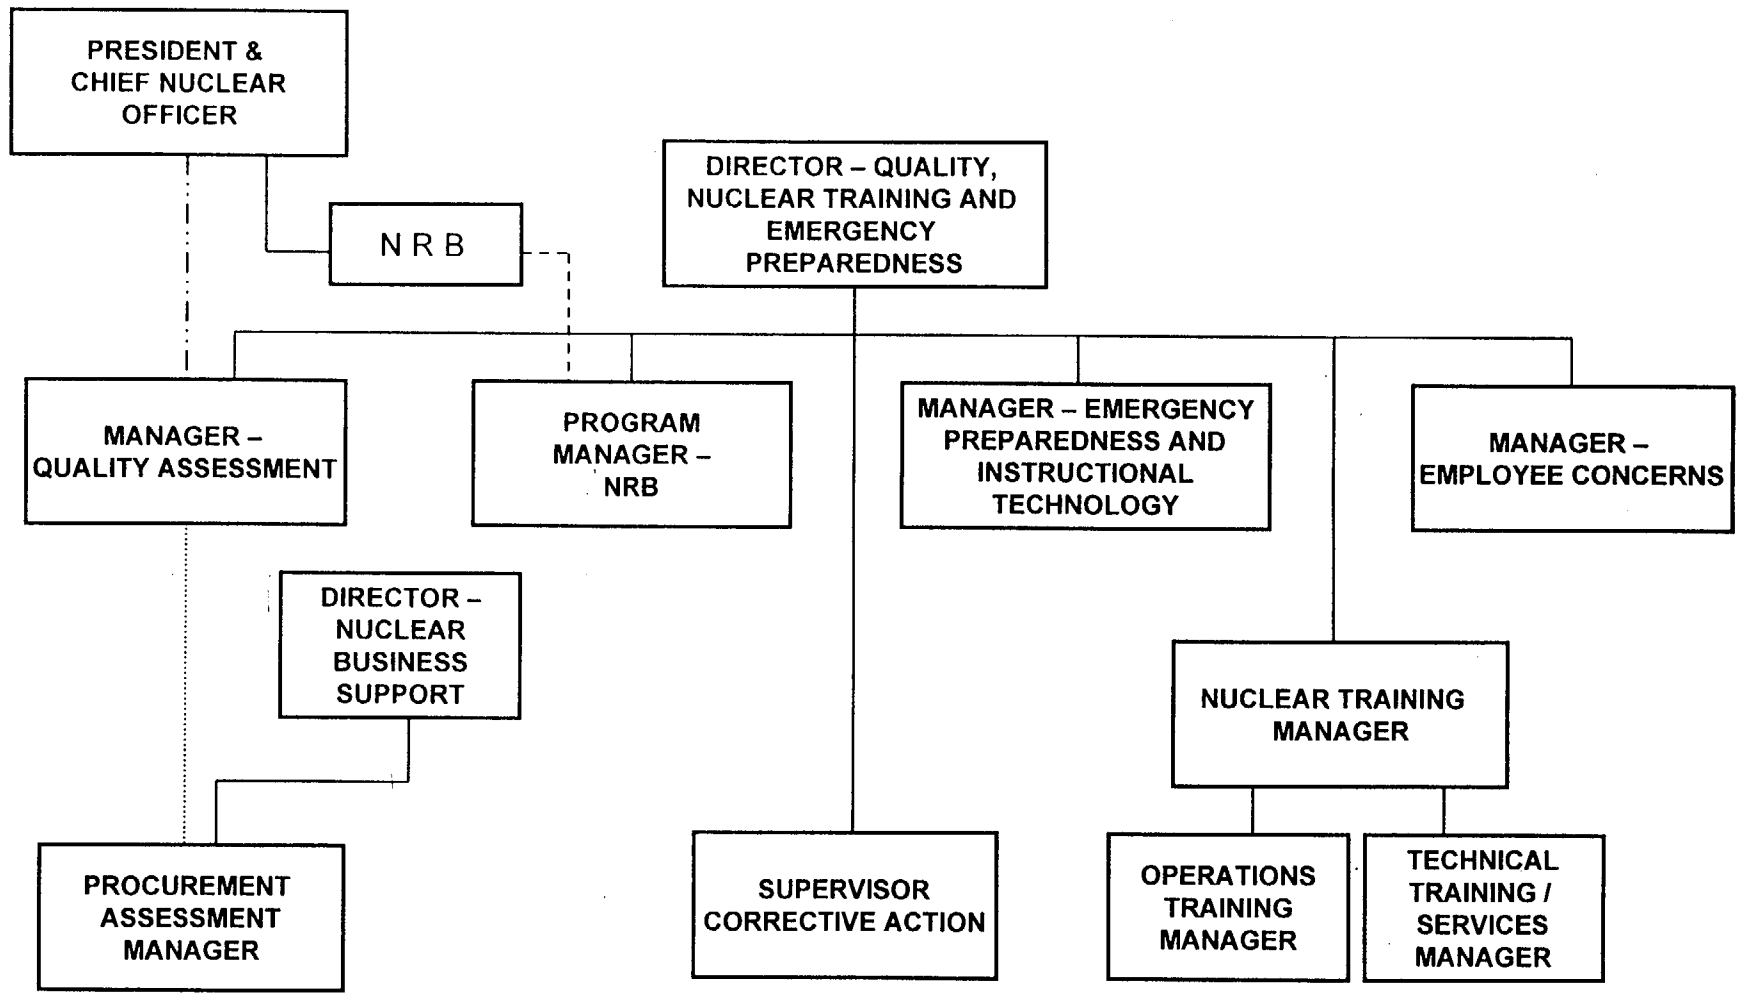 PRESIDENT &
CHIEF NUCLEAR
OFFICER
DIRECTOR – QUALITY,
NUCLEAR TRAINING AND
EMERGENCY
PREPAREDNESS
N R B
MANAGER –
QUALITY ASSESSMENT
PROGRAM
MANAGER –
NRB
MANAGER – EMERGENCY
PREPAREDNESS AND
INSTRUCTIONAL
TECHNOLOGY
MANAGER –
EMPLOYEE CONCERNS
DIRECTOR –
NUCLEAR
BUSINESS
SUPPORT
NUCLEAR TRAINING
MANAGER
PROCUREMENT
ASSESSMENT
MANAGER
SUPERVISOR
CORRECTIVE ACTION
OPERATIONS
TRAINING
MANAGER
TECHNICAL
TRAINING /
SERVICES
MANAGER